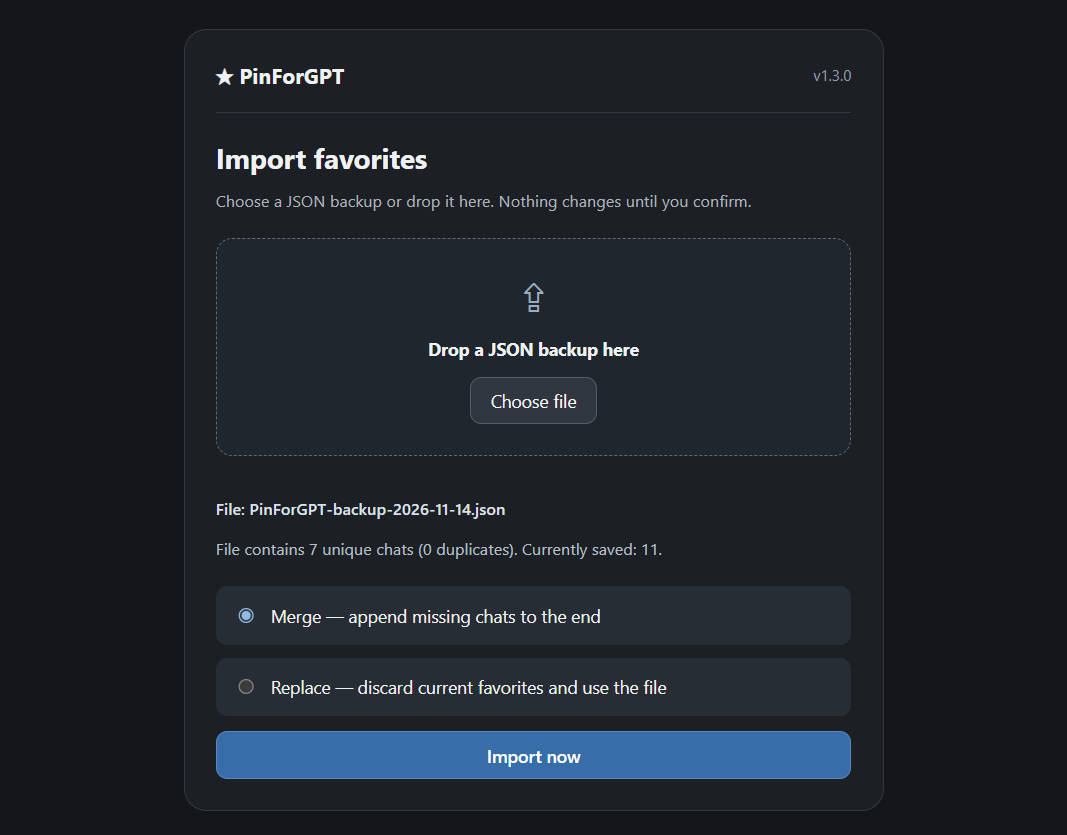 ★ PinForGPT
v1.3.0
Import favorites
Choose a JSON backup or drop it here. Nothing changes until you confirm.
Drop a JSON backup here
Choose file
File: PinForGPT-backup-2026-11-14.json
File contains 7 unique chats (0 duplicates). Currently saved: 11.
Merge — append missing chats to the end
Replace — discard current favorites and use the file
Import now